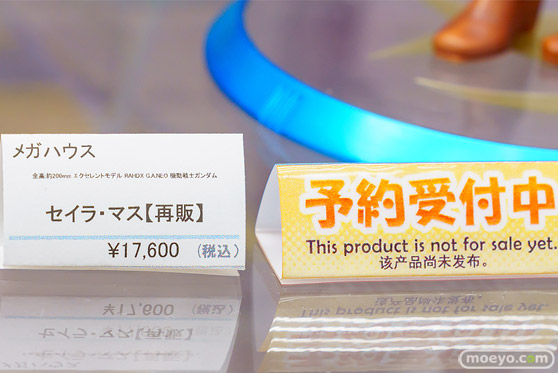 メガハウス
全高:約200mm エクセレントモデル RAHDX G.A.NEO 機動戦士ガンダム
セイラ・マス【再販】
¥17,600 (税込)
予約受付中
This product is not for sale yet.
该产品尚未发布。
moeyo.com